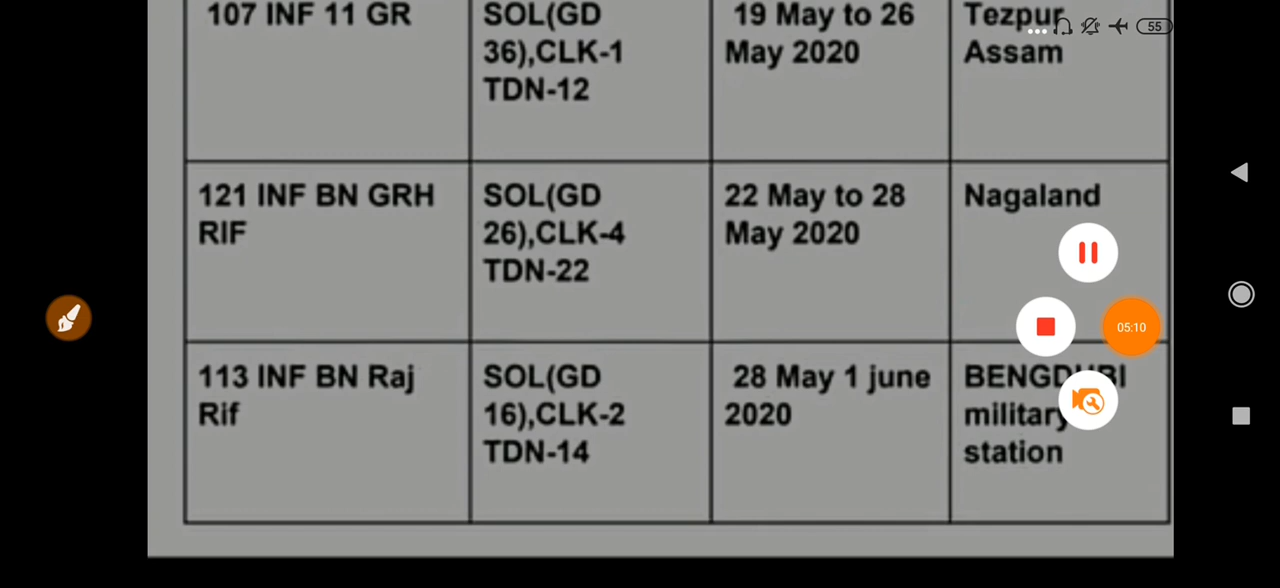 107 INF 11 GR
SOL(GD
36),CLK-1
TDN-12
19 May to 26
May 2020
Tezpur
Assam
55
121 INF BN GRH
RIF
SOL(GD
26),CLK-4
TDN-22
22 May to 28
May 2020
Nagaland
05:10
113 INF BN Raj
Rif
SOL(GD
16),CLK-2
TDN-14
28 May 1 june
2020
BENGDUBI
military
station